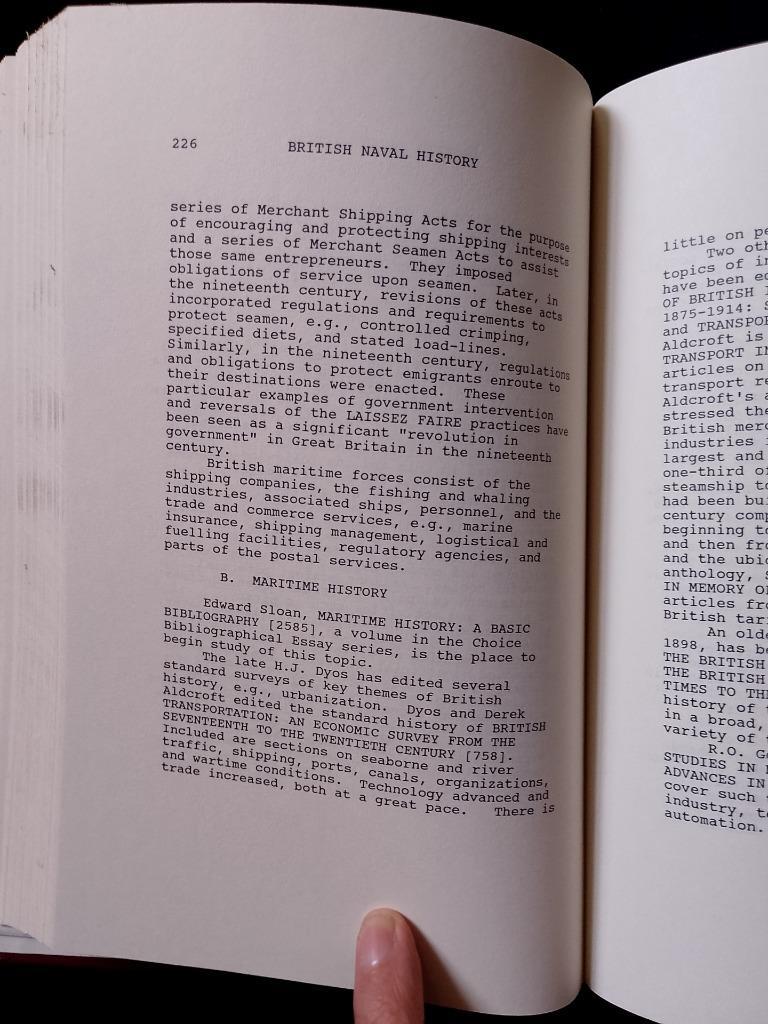 226 BRITISH NAVAL HISTORY
series of Merchant Shipping Acts for the purpose
of encouraging and protecting shipping interests
and a series of Merchant Seamen Acts to assist
those same entrepreneurs. They imposed
obligations of service upon seamen. Later, in
the nineteenth century, revisions of these acts
incorporated regulations and requirements to
protect seamen, e.g., controlled crimping,
specified diets, and stated load-lines.
Similarly, in the nineteenth century, regulations
and obligations to protect emigrants enroute to
their destinations were enacted. These
particular examples of government intervention
and reversals of the LAISSEZ FAIRE practices have
been seen as a significant "revolution in
government" in Great Britain in the nineteenth
century.
British maritime forces consist of the
shipping companies, the fishing and whaling
industries, associated ships, personnel, and the
trade and commerce services, e.g., marine
insurance, shipping management, logistical and
fuelling facilities, regulatory agencies, and
parts of the postal services.
B. MARITIME HISTORY
Edward Sloan, MARITIME HISTORY: A BASIC
BIBLIOGRAPHY [2585], a volume in the Choice
Bibliographical Essay series, is the place to
begin study of this topic.
The late H.J. Dyos has edited several
standard surveys of key themes of British
history, e.g., urbanization. Dyos and Derek
Aldcroft edited the standard history of BRITISH
TRANSPORTATION: AN ECONOMIC SURVEY FROM THE
SEVENTEENTH TO THE TWENTIETH CENTURY [758].
Included are sections on seaborne and river
traffic, shipping, ports, canals, organizations,
and wartime conditions. Technology advanced and
trade increased, both at a great pace. There is
little on pe
Two oth
topics of i
have been ed
OF BRITISH
1875-1914: S
and TRANSPOR
Aldcroft is
TRANSPORT IN
articles on
transport re
Aldcroft's a
stressed the
British merc
industries i
largest and
one-third of
steamship to
had been bui
century comp
beginning to
and then fro
and the ubiq
anthology, S
IN MEMORY OF
articles fro
British tar
An olde
1898, has be
THE BRITISH
THE BRITISH
TIMES TO THE
history of t
in a broad,
variety of
R.O. Go
STUDIES IN
ADVANCES IN
cover such
industry, to
automation.